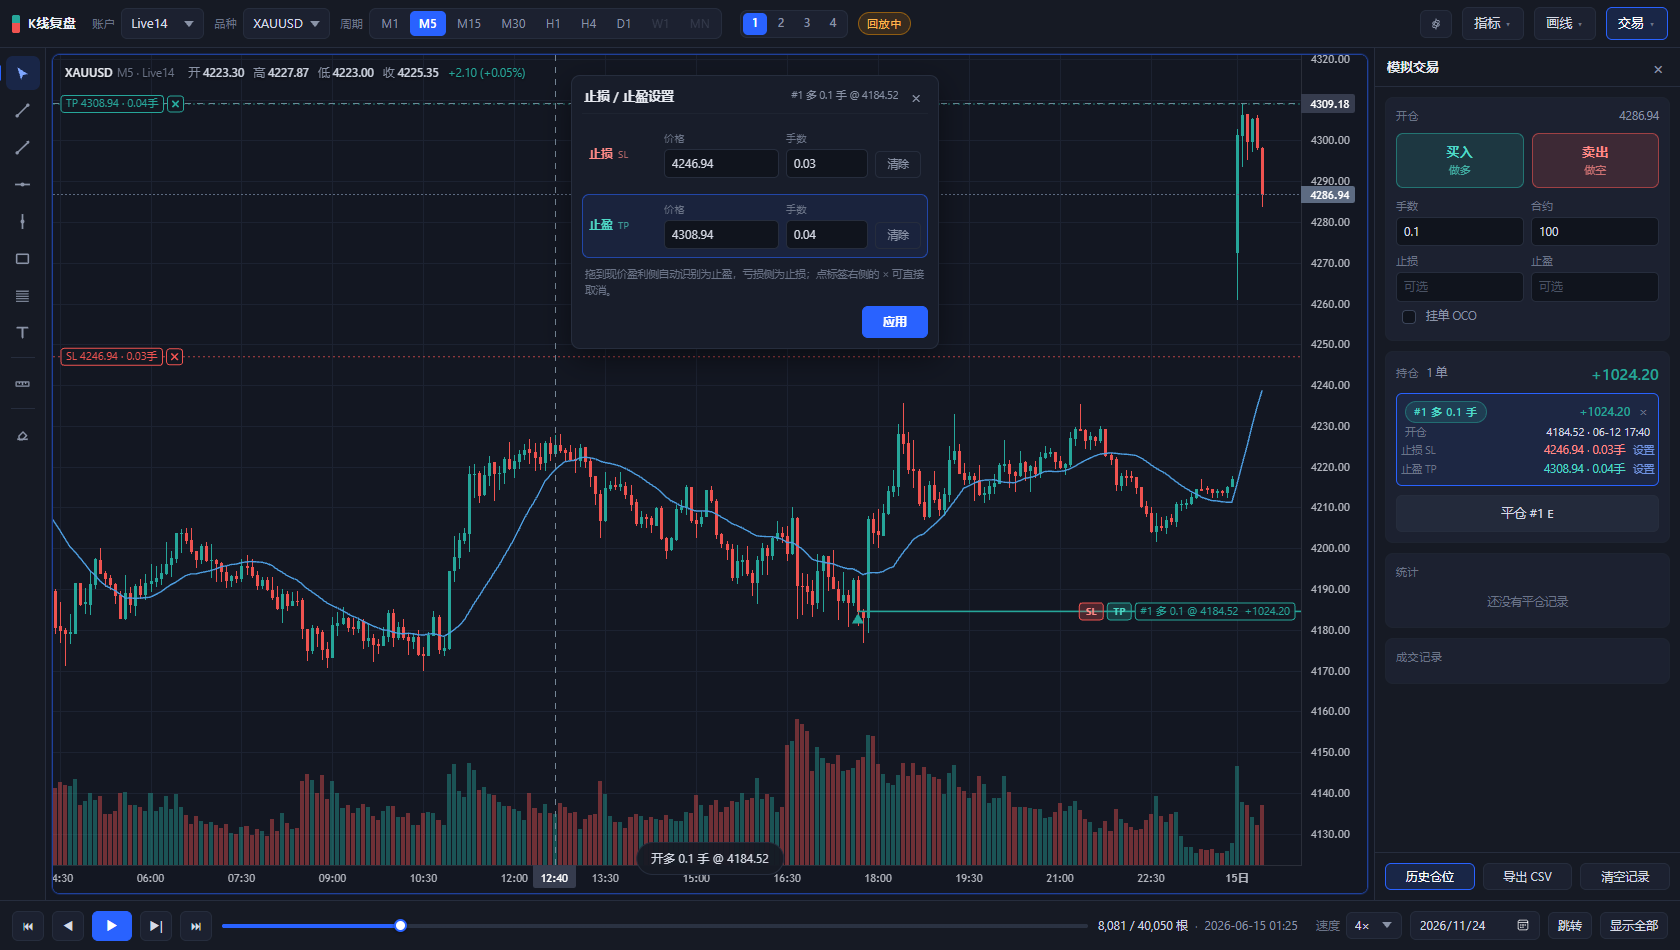 K线复盘 账户 Live14 品种 XAUUSD 周期 M1 M5 M15 M30 H1 H4 D1 W1 MN 1 2 3 4 回放中 指标 画线 交易
XAUUSD M5 · Live14 开 4223.30 高 4227.87 低 4223.00 收 4225.35 +2.10 (+0.05%)
TP 4308.94 · 0.04手 ×
SL 4246.94 · 0.03手 ×
止损 / 止盈设置 #1 多 0.1 手 @ 4184.52 ×
价格 手数
止损 SL 4246.94 0.03 清除
价格 手数
止盈 TP 4308.94 0.04 清除
拖到现价盈利侧自动识别为止盈，亏损侧为止损；点标签右侧的 × 可直接
取消。
应用
SL TP #1 多 0.1 @ 4184.52 +1024.20
开多 0.1 手 @ 4184.52
4320.00
4309.18
4300.00
4290.00
4286.94
4280.00
4270.00
4260.00
4250.00
4240.00
4230.00
4220.00
4210.00
4200.00
4190.00
4180.00
4170.00
4160.00
4150.00
4140.00
4130.00
4:30 06:00 07:30 09:00 10:30 12:00 12:40 13:30 15:00 16:30 18:00 19:30 21:00 22:30 15日
模拟交易 ×
开仓 4286.94
买入 卖出
做多 做空
手数 合约
0.1 100
止损 止盈
可选 可选
挂单 OCO
持仓 1 单 +1024.20
#1 多 0.1 手 +1024.20 ×
开仓 4184.52 · 06-12 17:40
止损 SL 4246.94 · 0.03手 设置
止盈 TP 4308.94 · 0.04手 设置
平仓 #1 E
统计
还没有平仓记录
成交记录
历史仓位 导出 CSV 清空记录
8,081 / 40,050 根 · 2026-06-15 01:25 速度 4× 2026/11/24 跳转 显示全部